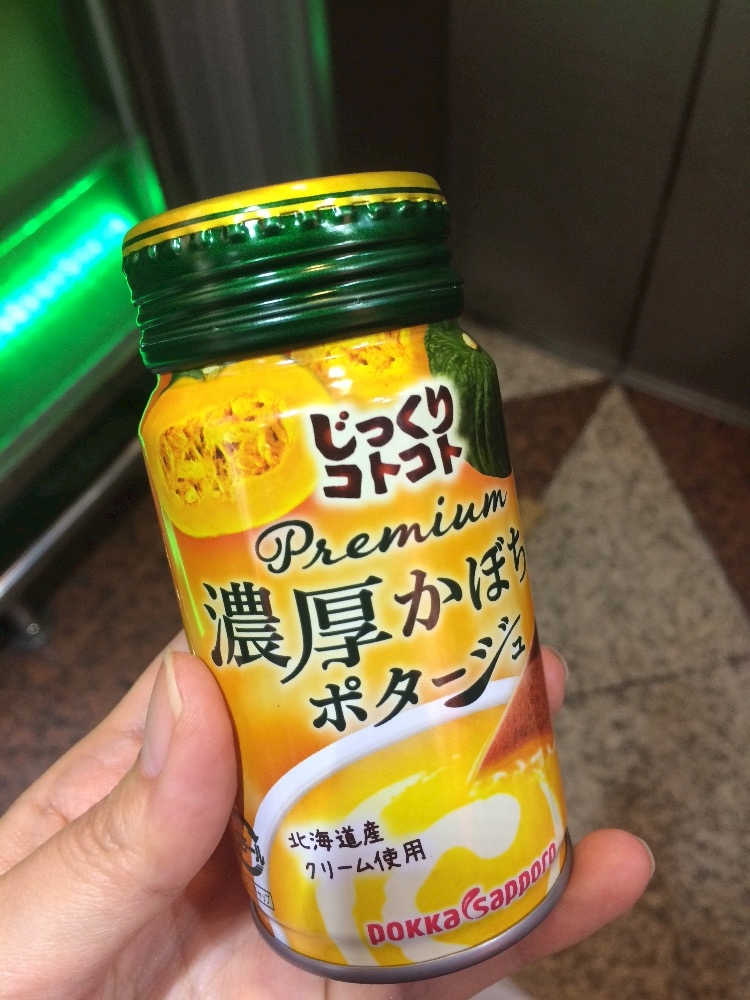 じっくり
コトコト
Premium
濃厚かぼち
ポタージュ
北海道産
クリーム使用
pokka sapporo